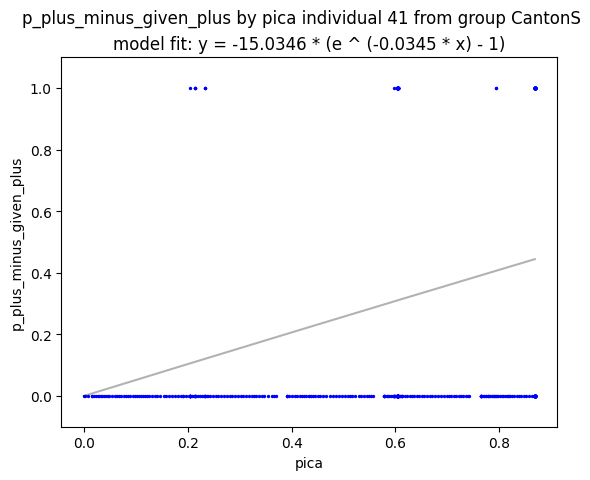 p_plus_minus_given_plus by pica individual 41 from group CantonS
model fit: y = -15.0346 * (e ^ (-0.0345 * x) - 1)
1.0
0.8
0.6
0.4
0.2
0.0
p_plus_minus_given_plus
0.0 0.2 0.4 0.6 0.8
pica